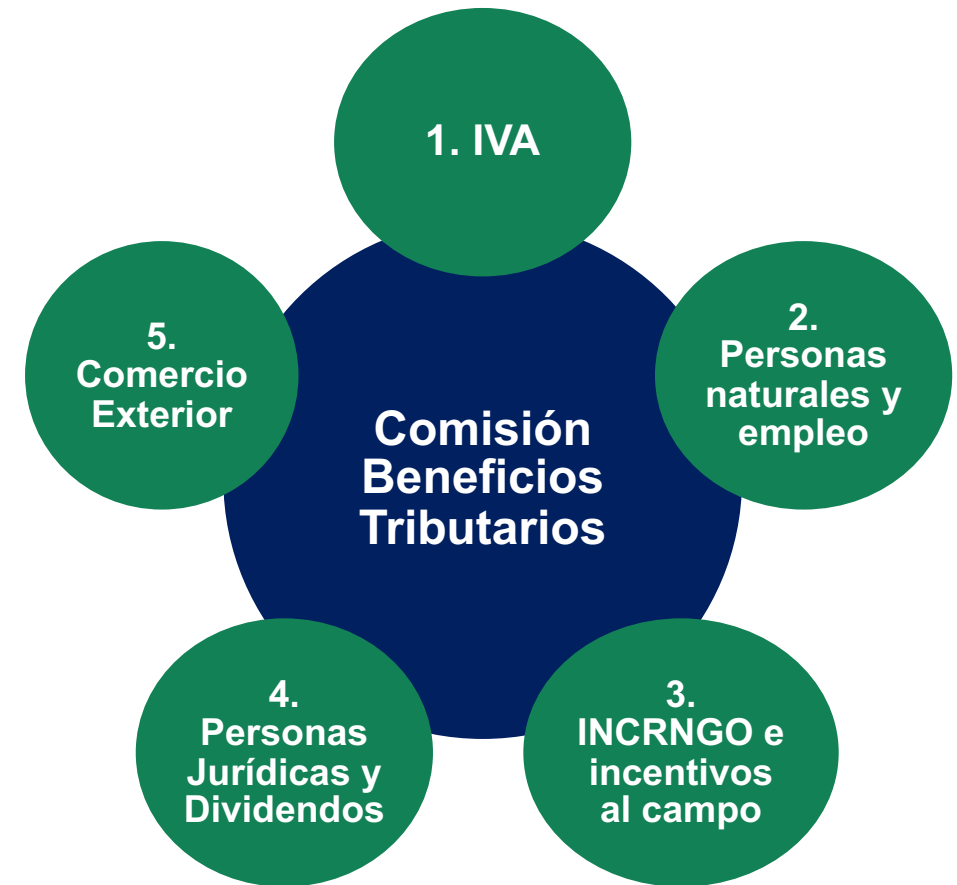 1. IVA
2.
Personas
naturales y
empleo
3.
INCRNGO e
incentivos
al campo
4.
Personas
Jurídicas y
Dividendos
5.
Comercio
Exterior
Comisión
Beneficios
Tributarios